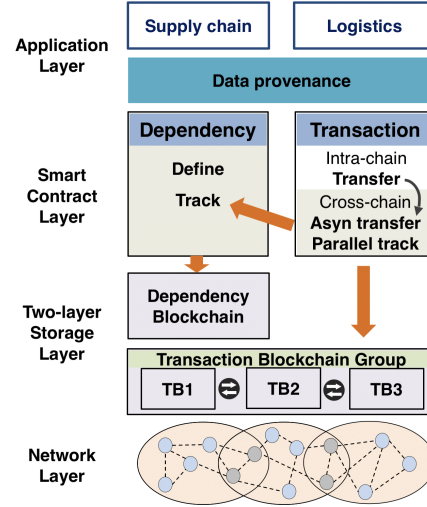 Application
Layer
Supply chain
Logistics
Data provenance
Smart
Contract
Layer
Dependency
Define
Track
Transaction
Intra-chain
Transfer
Cross-chain
Asyn transfer
Parallel track
Two-layer
Storage
Layer
Dependency
Blockchain
Transaction Blockchain Group
TB1
TB2
TB3
Network
Layer